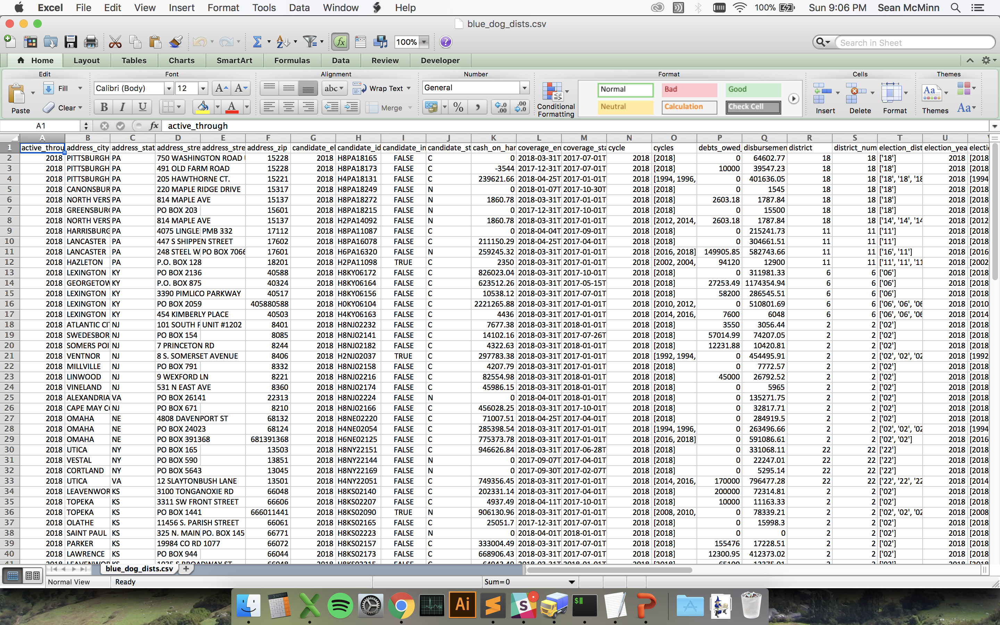 Excel File Edit View Insert Format Tools Data Window Help 100% Sun 9:06 PM Sean McMinn
blue_dog_dists.csv
100% Search in Sheet
Home Layout Tables Charts SmartArt Formulas Data Review Developer
Edit Font Alignment Number Format Cells Themes
Fill Calibri (Body) 12 abc Wrap Text General Normal Bad Good
Paste Clear B I U A Merge % Conditional Formatting Neutral Calculation Check Cell Insert Delete Format Themes Aa
A1 fx active_through
A B C D E F G H I J K L M N O P Q R S T U
1 active_throu address_city address_stat address_stre address_stre address_zip candidate_el candidate_id candidate_in candidate_st cash_on_har coverage_en coverage_sta cycle cycles debts_owed_ disbursemen district district_num election_dist election_yea electi
2 2018 PITTSBURGH PA 750 WASHINGTON ROAD 15228 2018 H8PA18165 FALSE C 0 2018-03-31T 2017-07-01T 2018 [2018] 0 64602.77 18 18 ['18'] 2018 [2018
3 2018 PITTSBURGH PA 491 OLD FARM ROAD 15228 2018 H8PA18173 FALSE C -3544 2017-12-31T 2017-07-01T 2018 [2018] 10000 39547.23 18 18 ['18'] 2018 [2018
4 2018 PITTSBURGH PA 205 HAWTHORNE CT. 15221 2018 H4PA18131 FALSE C 239621.66 2018-04-25T 2017-01-01T 2018 [1994, 1996, 0 401636.05 18 18 ['18', '18', '18 2018 [1994
5 2018 CANONSBUR PA 220 MAPLE RIDGE DRIVE 15317 2018 H8PA18249 FALSE N 0 2018-01-07T 2017-10-30T 2018 [2018] 0 1545 18 18 ['18'] 2018 [2018
6 2018 NORTH VERS PA 814 MAPLE AVE 15137 2018 H8PA18272 FALSE N 1860.78 2018-03-31T 2017-01-01T 2018 [2018] 2603.18 1787.84 18 18 ['18'] 2018 [2018
7 2018 GREENSBUR PA PO BOX 203 15601 2018 H8PA18215 FALSE N 0 2017-12-31T 2017-10-01T 2018 [2018] 0 15500 18 18 ['18'] 2018 [2018
8 2018 NORTH VERS PA 814 MAPLE AVE 15137 2018 H2PA14092 FALSE N 1860.78 2018-03-31T 2017-01-01T 2018 [2012, 2014, 2603.18 1787.84 18 18 ['14', '14', '14 2018 [2012
9 2018 HARRISBURG PA 4075 LINGLE PMB 332 17112 2018 H8PA11087 FALSE C 0 2018-04-04T 2017-09-01T 2018 [2018] 0 215241.73 11 11 ['11'] 2018 [2018
10 2018 LANCASTER PA 447 S SHIPPEN STREET 17602 2018 H8PA16078 FALSE C 211150.29 2018-04-25T 2017-04-01T 2018 [2018] 0 304661.51 11 11 ['11'] 2018 [2018
11 2018 LANCASTER PA 248 STEEL W PO BOX 7066 17601 2018 H6PA16320 FALSE N 259245.32 2018-03-31T 2017-01-01T 2018 [2016, 2018] 149905.85 582743.66 11 11 ['16', '11'] 2018 [2016
12 2018 HAZLETON PA P.O. BOX 128 18201 2018 H2PA11098 TRUE C 2350 2018-03-31T 2017-01-01T 2018 [2002, 2004, 94120 12900 11 11 ['11', '11', '11 2018 [2002
13 2018 LEXINGTON KY PO BOX 2136 40588 2018 H8KY06172 FALSE C 826023.04 2018-03-31T 2017-10-01T 2018 [2018] 0 311981.33 6 6 ['06'] 2018 [2018
14 2018 GEORGETOW KY P.O. BOX 875 40324 2018 H8KY06164 FALSE C 623512.26 2018-03-31T 2017-05-15T 2018 [2018] 27253.49 1174354.94 6 6 ['06'] 2018 [2018
15 2018 LEXINGTON KY 3390 PIMLICO PARKWAY 40517 2018 H8KY06156 FALSE C 10538.12 2018-03-31T 2017-07-01T 2018 [2018] 58200 286545.51 6 6 ['06'] 2018 [2018
16 2018 LEXINGTON KY PO BOX 2059 405880588 2018 H0KY06104 FALSE C 2221265.88 2018-03-31T 2017-01-01T 2018 [2010, 2012, 0 510801.69 6 6 ['06', '06', '06 2018 [2010
17 2018 LEXINGTON KY 454 KIMBERLY PLACE 40503 2018 H4KY06163 FALSE C 4436 2018-03-31T 2018-01-01T 2018 [2014, 2016, 7600 6048 6 6 ['06', '06', '06 2018 [2014
18 2018 ATLANTIC CI NJ 101 SOUTH UNIT #1202 8401 2018 H8NJ02232 FALSE C 7677.38 2018-03-31T 2018-01-01T 2018 [2018] 3550 3056.44 2 2 ['02'] 2018 [2018
19 2018 SWEDESBOR NJ PO BOX 154 8085 2018 H8NJ02141 FALSE C 14102.16 2018-03-31T 2017-07-26T 2018 [2018] 57014.99 74207.05 2 2 ['02'] 2018 [2018
20 2018 SOMERS POI NJ 7 PRINCETON RD 8244 2018 H8NJ02182 FALSE C 4322.63 2018-03-31T 2018-01-01T 2018 [2018] 12231.88 10420.81 2 2 ['02'] 2018 [2018
21 2018 VENTNOR NJ 8 S. SOMERSET AVENUE 8406 2018 H2NJ02037 TRUE C 297783.38 2018-03-31T 2017-01-01T 2018 [1992, 1994, 0 454495.91 2 2 ['02', '02', '02 2018 [1992
22 2018 MILLVILLE NJ PO BOX 791 8332 2018 H8NJ02158 FALSE C 4207.79 2018-03-31T 2018-01-01T 2018 [2018] 0 7772.57 2 2 ['02'] 2018 [2018
23 2018 LINWOOD NJ 9 WEXFORD LN 8221 2018 H8NJ02216 FALSE C 82554.98 2018-03-31T 2018-01-01T 2018 [2018] 45000 26792.52 2 2 ['02'] 2018 [2018
24 2018 VINELAND NJ 531 N EAST AVE 8360 2018 H8NJ02174 FALSE C 45986.15 2018-03-31T 2018-01-01T 2018 [2018] 0 5965 2 2 ['02'] 2018 [2018
25 2018 ALEXANDRIA VA PO BOX 26141 22313 2018 H8NJ02224 FALSE N 0 2018-04-01T 2018-01-01T 2018 [2018] 0 135271.75 2 2 ['02'] 2018 [2018
26 2018 CAPE MAY C NJ PO BOX 671 8210 2018 H8NJ02166 FALSE C 456028.25 2018-03-31T 2017-10-01T 2018 [2018] 0 32817.71 2 2 ['02'] 2018 [2018
27 2018 OMAHA NE 4808 DAVENPORT ST 68132 2018 H8NE02220 FALSE C 71007.51 2018-04-25T 2017-04-01T 2018 [2018] 0 284919.5 2 2 ['02'] 2018 [2018
28 2018 OMAHA NE PO BOX 24023 68124 2018 H4NE02054 FALSE C 285398.54 2018-03-31T 2017-01-01T 2018 [1994, 1996, 0 263496.66 2 2 ['02', '02', '02 2018 [1994
29 2018 OMAHA NE PO BOX 391368 681391368 2018 H6NE02125 FALSE C 775373.78 2018-03-31T 2017-01-01T 2018 [2016, 2018] 0 591086.61 2 2 ['02', '02'] 2018 [2016
30 2018 UTICA NY PO BOX 165 13503 2018 H8NY22151 FALSE C 946626.84 2018-03-31T 2017-06-28T 2018 [2018] 0 331068.11 22 22 ['22'] 2018 [2018
31 2018 VESTAL NY PO BOX 590 13851 2018 H8NY22144 FALSE N 0 2017-09-07T 2017-04-01T 2018 [2018] 0 22247.01 22 22 ['22'] 2018 [2018
32 2018 CORTLAND NY PO BOX 5643 13045 2018 H8NY22169 FALSE N 0 2017-09-30T 2017-02-07T 2018 [2018] 0 5295.14 22 22 ['22'] 2018 [2018
33 2018 UTICA VA 12 SLAYTONBUSH LANE 13501 2018 H4NY22051 FALSE C 749356.45 2018-03-31T 2017-01-01T 2018 [2014, 2016, 170000 796477.28 22 22 ['22', '22', '22 2018 [2014
34 2018 LEAVENWOR KS 3100 TONGANOXIE RD 66048 2018 H8KS02140 FALSE C 202331.14 2018-03-31T 2017-04-01T 2018 [2018] 200000 72314.81 2 2 ['02'] 2018 [2018
35 2018 TOPEKA KS 3311 SW FRONT STREET 66606 2018 H8KS02207 FALSE C 4937.49 2018-04-11T 2017-10-01T 2018 [2018] 10000 11163.33 2 2 ['02'] 2018 [2018
36 2018 TOPEKA KS PO BOX 1441 666011441 2018 H8KS02090 TRUE N 906130.96 2018-03-31T 2017-01-01T 2018 [2008, 2010, 0 78339.21 2 2 ['02', '02', '02 2018 [2008
37 2018 OLATHE KS 11456 S. PARISH STREET 66061 2018 H8KS02165 FALSE C 25051.7 2017-12-31T 2017-07-01T 2018 [2018] 0 15998.3 2 2 ['02'] 2018 [2018
38 2018 SAINT PAUL KS 325 N. MAIN PO. BOX 145 66771 2018 H8KS02223 FALSE N 0 2018-04-01T 2018-01-01T 2018 [2018] 0 0 2 2 ['02'] 2018 [2018
39 2018 PARKER KS 19984 CO RD 1077 66072 2018 H8KS02157 FALSE C 333004.49 2018-03-31T 2017-07-01T 2018 [2018] 155476 17228.51 2 2 ['02'] 2018 [2018
40 2018 LAWRENCE KS PO BOX 944 66044 2018 H8KS02173 FALSE C 668906.43 2018-03-31T 2017-07-01T 2018 [2018] 12300.95 412373.02 2 2 ['02'] 2018 [2018
blue_dog_dists.csv
Normal View Ready Sum=0
Ai S $ P